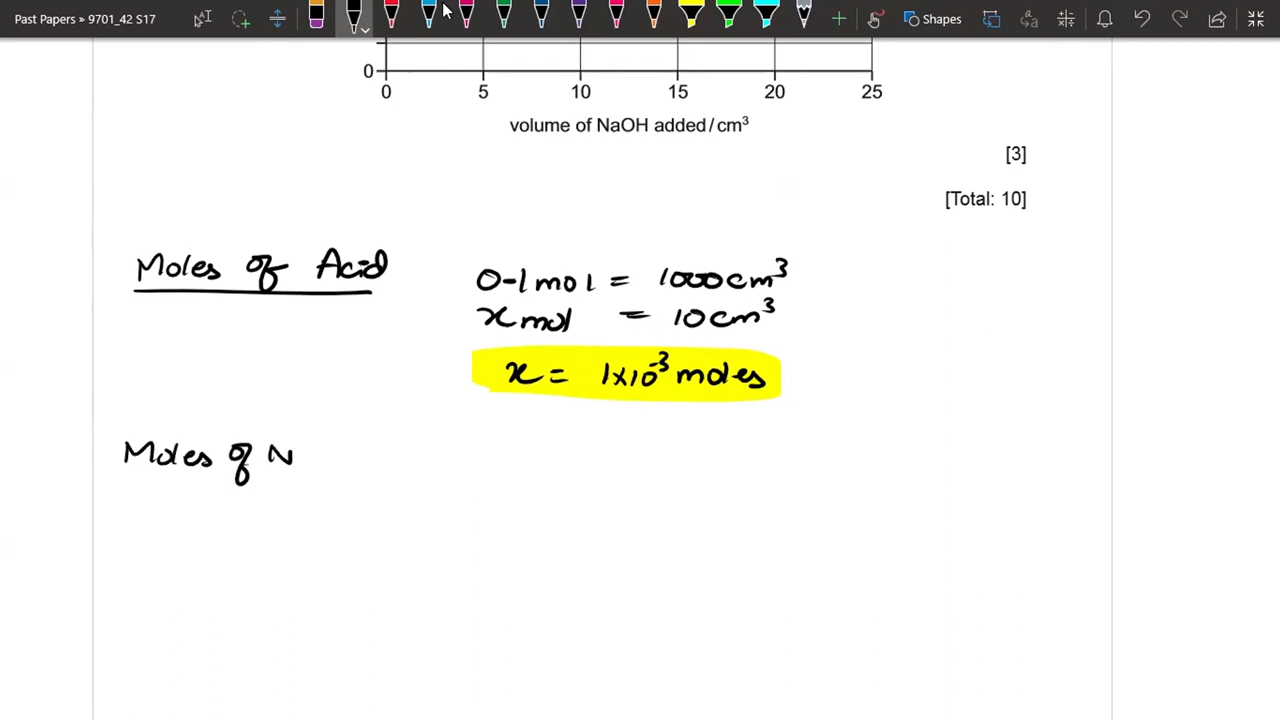 Past Papers » 9701_42 S17
Shapes
0
0 5 10 15 20 25
volume of NaOH added / cm³
[3]
[Total: 10]
Moles of Acid
0-1 mol = 1000 cm³
x mol = 10 cm³
x = 1x10⁻³ moles
Moles of N